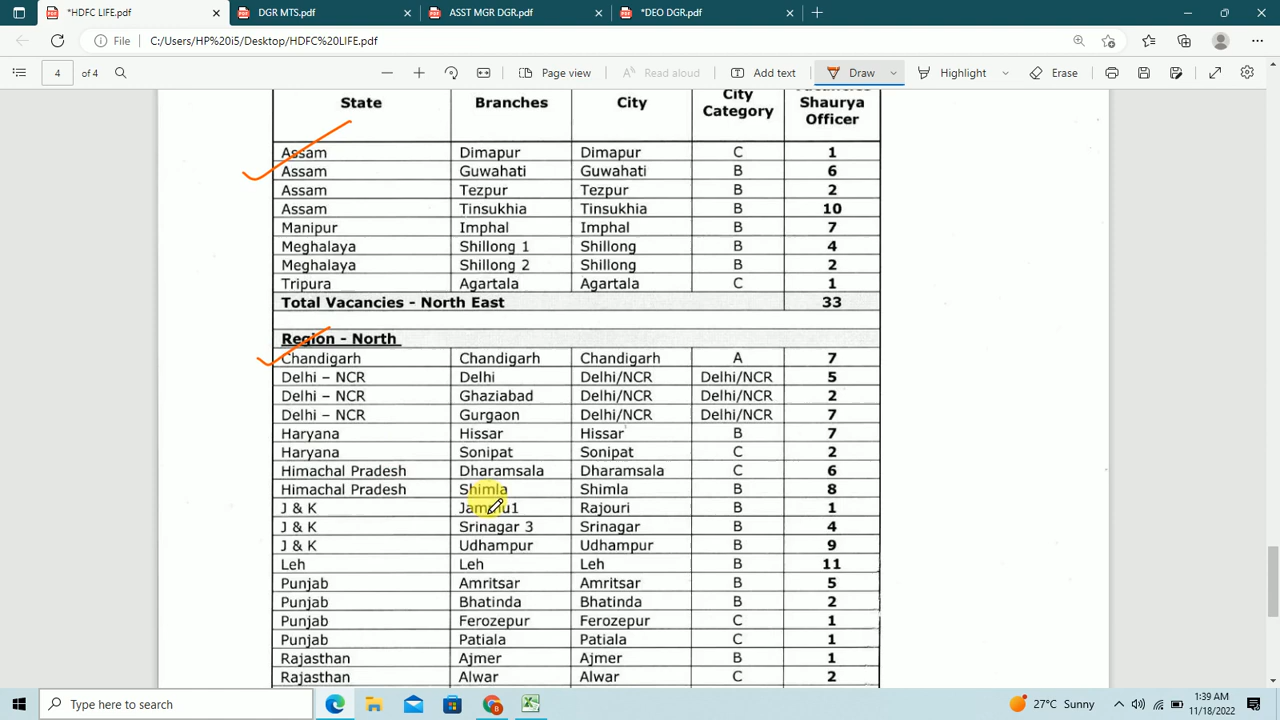 *HDFC LIFE.pdf
DGR MTS.pdf
ASST MGR DGR.pdf
*DEO DGR.pdf
File C:/Users/HP%20i5/Desktop/HDFC%20LIFE.pdf
4 of 4 Page view Read aloud Add text Draw Highlight Erase
State Branches City City Category Vacancies Shaurya Officer
Assam Dimapur Dimapur C 1
Assam Guwahati Guwahati B 6
Assam Tezpur Tezpur B 2
Assam Tinsukhia Tinsukhia B 10
Manipur Imphal Imphal B 7
Meghalaya Shillong 1 Shillong B 4
Meghalaya Shillong 2 Shillong B 2
Tripura Agartala Agartala C 1
Total Vacancies - North East 33
Region - North
Chandigarh Chandigarh Chandigarh A 7
Delhi – NCR Delhi Delhi/NCR Delhi/NCR 5
Delhi – NCR Ghaziabad Delhi/NCR Delhi/NCR 2
Delhi – NCR Gurgaon Delhi/NCR Delhi/NCR 7
Haryana Hissar Hissar B 7
Haryana Sonipat Sonipat C 2
Himachal Pradesh Dharamsala Dharamsala C 6
Himachal Pradesh Shimla Shimla B 8
J & K Jammu1 Rajouri B 1
J & K Srinagar 3 Srinagar B 4
J & K Udhampur Udhampur B 9
Leh Leh Leh B 11
Punjab Amritsar Amritsar B 5
Punjab Bhatinda Bhatinda B 2
Punjab Ferozepur Ferozepur C 1
Punjab Patiala Patiala C 1
Rajasthan Ajmer Ajmer B 1
Rajasthan Alwar Alwar C 2
Type here to search
27°C Sunny
1:39 AM
11/18/2022